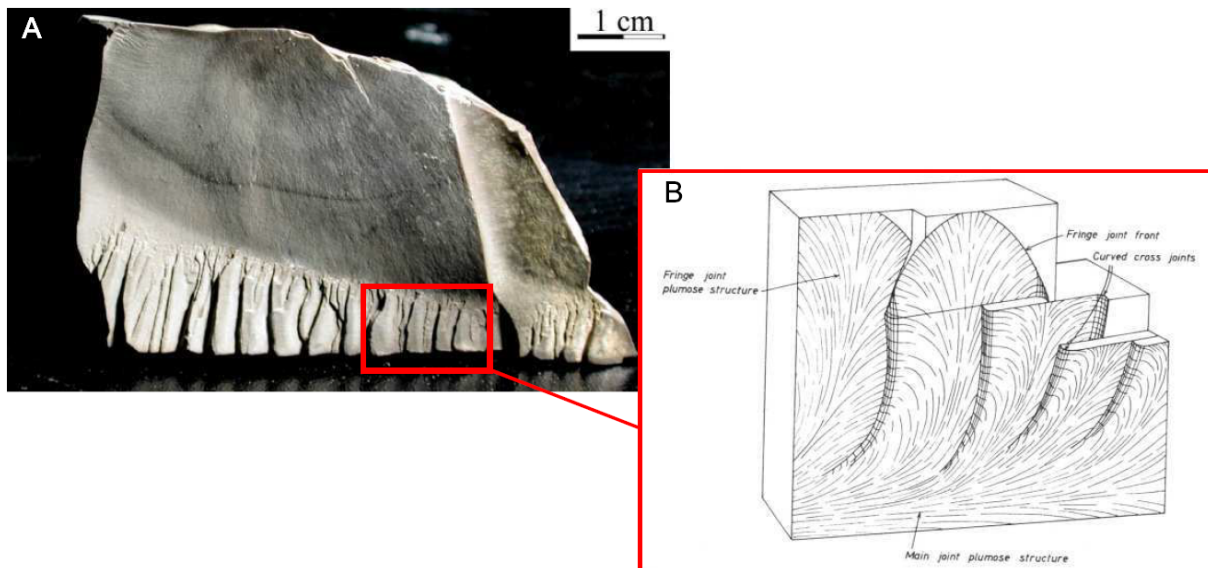 A
1 cm
B
Fringe joint front
Curved cross joints
Fringe joint
plumose structure
Main joint plumose structure